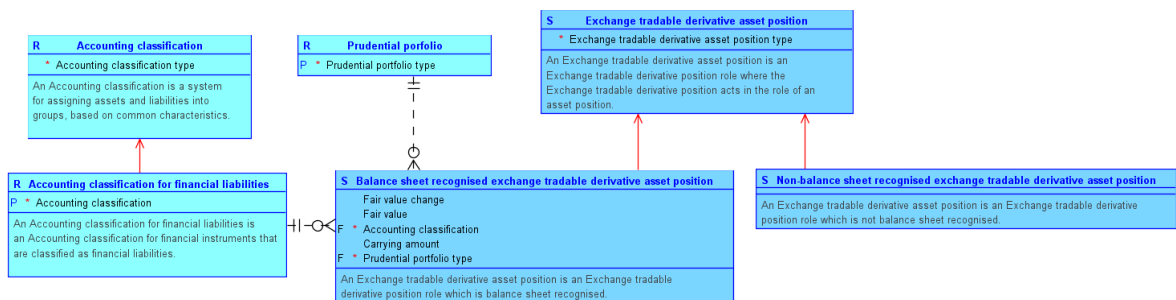 R Accounting classification
* Accounting classification type
An Accounting classification is a system
for assigning assets and liabilities into
groups, based on common characteristics.
R Prudential porfolio
P * Prudential portfolio type
S Exchange tradable derivative asset position
* Exchange tradable derivative asset position type
An Exchange tradable derivative asset position is an
Exchange tradable derivative position role where the
Exchange tradable derivative position acts in the role of an
asset position.
R Accounting classification for financial liabilities
P * Accounting classification
An Accounting classification for financial liabilities is
an Accounting classification for financial instruments that
are classified as financial liabilities.
S Balance sheet recognised exchange tradable derivative asset position
Fair value change
Fair value
F * Accounting classification
Carrying amount
F * Prudential portfolio type
An Exchange tradable derivative asset position is an Exchange tradable
derivative position role which is balance sheet recognised.
S Non-balance sheet recognised exchange tradable derivative asset position
An Exchange tradable derivative asset position is an Exchange tradable derivative
position role which is not balance sheet recognised.